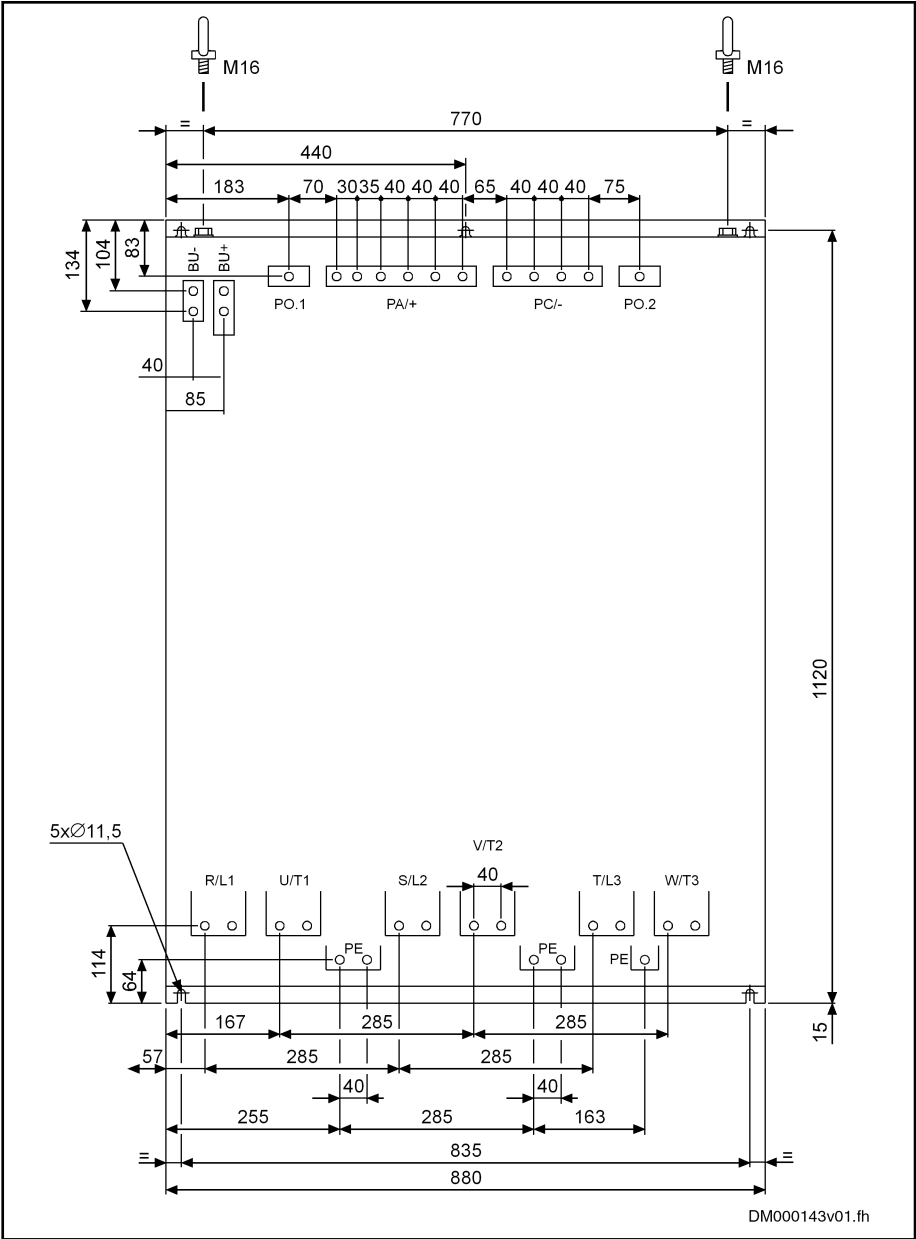 M16
M16
=
770
=
440
183
70
30
35
40
40
40
65
40
40
40
75
134
104
83
BU-
BU+
PO.1
PA/+
PC/-
PO.2
40
85
1120
5xØ11,5
V/T2
R/L1
U/T1
S/L2
40
T/L3
W/T3
114
64
PE
PE
PE
167
285
285
15
57
285
285
40
40
255
285
163
=
835
=
880
DM000143v01.fh